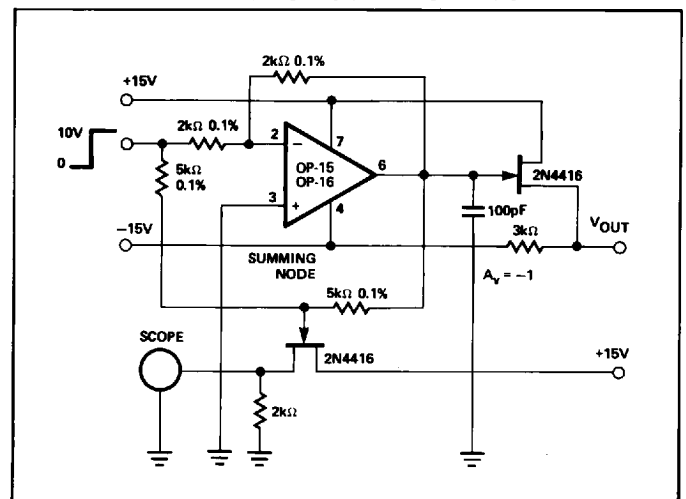 2kΩ 0.1%
+15V
10V
0
2kΩ 0.1%
2
−
7
5kΩ
0.1%
OP-15
OP-16
6
2N4416
3
+
4
100pF
3kΩ
VOUT
−15V
SUMMING
NODE
AV = −1
5kΩ 0.1%
SCOPE
2N4416
+15V
2kΩ